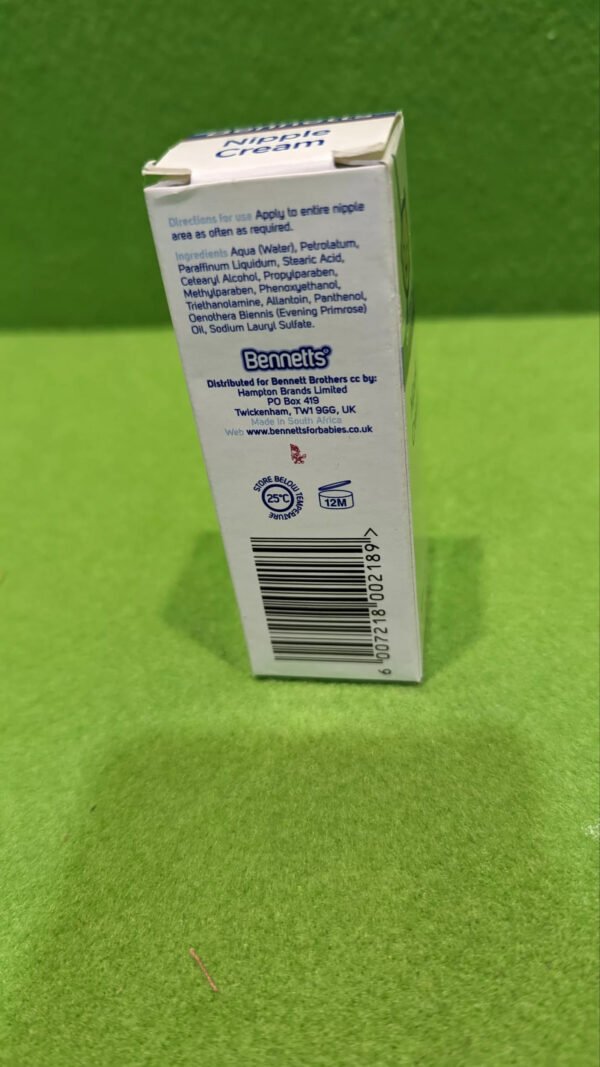 Nipple
Cream
Directions for use Apply to entire nipple
area as often as required.
Ingredients Aqua (Water), Petrolatum,
Paraffinum Liquidum, Stearic Acid,
Cetearyl Alcohol, Propylparaben,
Methylparaben, Phenoxyethanol,
Triethanolamine, Allantoin, Panthenol,
Oenothera Biennis (Evening Primrose)
Oil, Sodium Lauryl Sulfate.
Bennetts®
Distributed for Bennett Brothers cc by:
Hampton Brands Limited
PO Box 419
Twickenham, TW1 9GG, UK
Made in South Africa
Web www.bennettsforbabies.co.uk
STORE BELOW TEMPERATURE
25°C
12M
6 007218 002189 >